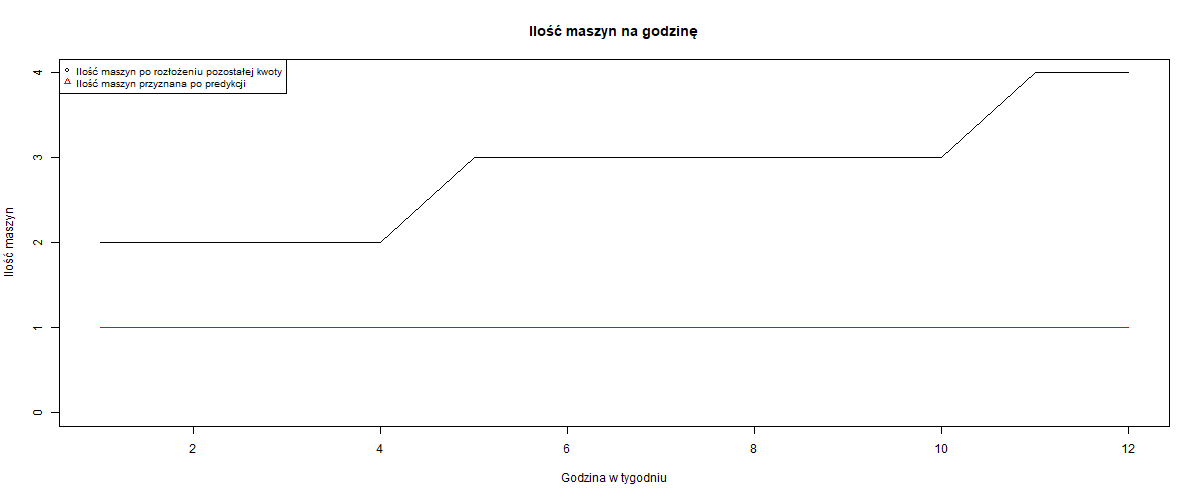 Ilość maszyn na godzinę
Ilość maszyn po rozłożeniu pozostałej kwoty
Ilość maszyn przyznana po predykcji
Ilość maszyn
4
3
2
1
0
2 4 6 8 10 12
Godzina w tygodniu